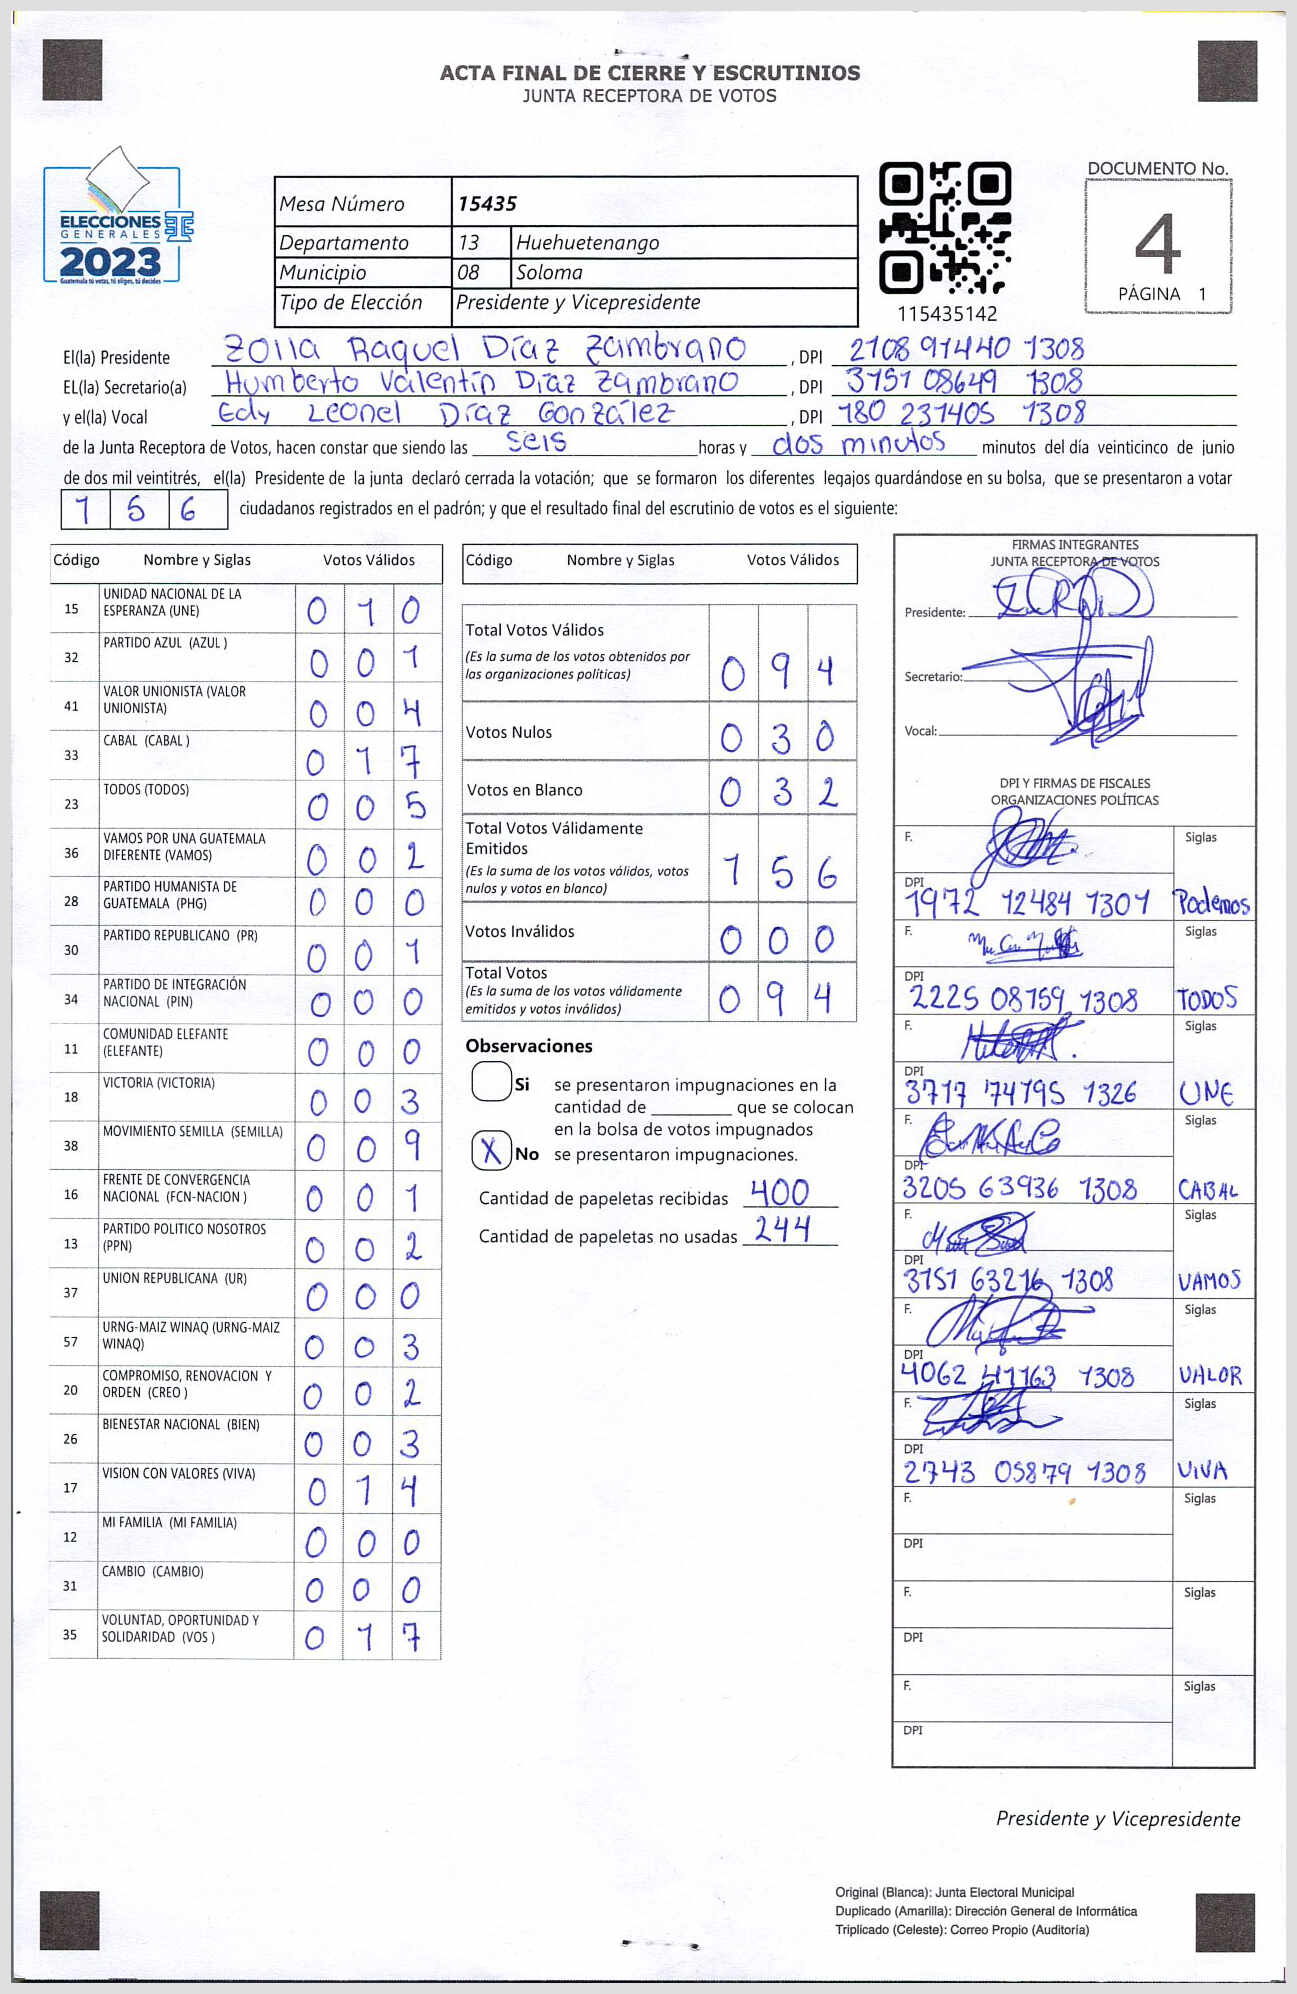 ACTA FINAL DE CIERRE Y ESCRUTINIOS
JUNTA RECEPTORA DE VOTOS
ELECCIONES
GENERALES
2023
Guatemala tú votas, tú eliges, tú decides
Mesa Número 15435
Departamento 13 Huehuetenango
Municipio 08 Soloma
Tipo de Elección Presidente y Vicepresidente
115435142
DOCUMENTO No.
4
PÁGINA 1
El(la) Presidente Zoila Raquel Díaz Zambrano , DPI 2108 91440 1308
EL(la) Secretario(a) Humberto Valentín Díaz Zambrano , DPI 3151 08649 1308
y el(la) Vocal Edy Leonel Díaz González , DPI 180 231405 1308
de la Junta Receptora de Votos, hacen constar que siendo las seis horas y dos minutos minutos del día veinticinco de junio
de dos mil veintitrés, el(la) Presidente de la junta declaró cerrada la votación; que se formaron los diferentes legajos guardándose en su bolsa, que se presentaron a votar
1 5 6 ciudadanos registrados en el padrón; y que el resultado final del escrutinio de votos es el siguiente:
Código Nombre y Siglas Votos Válidos
15 UNIDAD NACIONAL DE LA ESPERANZA (UNE) 0 1 0
32 PARTIDO AZUL (AZUL ) 0 0 1
41 VALOR UNIONISTA (VALOR UNIONISTA) 0 0 4
33 CABAL (CABAL ) 0 1 7
23 TODOS (TODOS) 0 0 5
36 VAMOS POR UNA GUATEMALA DIFERENTE (VAMOS) 0 0 2
28 PARTIDO HUMANISTA DE GUATEMALA (PHG) 0 0 0
30 PARTIDO REPUBLICANO (PR) 0 0 1
34 PARTIDO DE INTEGRACIÓN NACIONAL (PIN) 0 0 0
11 COMUNIDAD ELEFANTE (ELEFANTE) 0 0 0
18 VICTORIA (VICTORIA) 0 0 3
38 MOVIMIENTO SEMILLA (SEMILLA) 0 0 9
16 FRENTE DE CONVERGENCIA NACIONAL (FCN-NACION ) 0 0 1
13 PARTIDO POLITICO NOSOTROS (PPN) 0 0 2
37 UNION REPUBLICANA (UR) 0 0 0
57 URNG-MAIZ WINAQ (URNG-MAIZ WINAQ) 0 0 3
20 COMPROMISO, RENOVACION Y ORDEN (CREO ) 0 0 2
26 BIENESTAR NACIONAL (BIEN) 0 0 3
17 VISION CON VALORES (VIVA) 0 1 4
12 MI FAMILIA (MI FAMILIA) 0 0 0
31 CAMBIO (CAMBIO) 0 0 0
35 VOLUNTAD, OPORTUNIDAD Y SOLIDARIDAD (VOS ) 0 1 7
Código Nombre y Siglas Votos Válidos
Total Votos Válidos 0 9 4
(Es la suma de los votos obtenidos por
las organizaciones políticas)
Votos Nulos 0 3 0
Votos en Blanco 0 3 2
Total Votos Válidamente
Emitidos 1 5 6
(Es la suma de los votos válidos, votos
nulos y votos en blanco)
Votos Inválidos 0 0 0
Total Votos 0 9 4
(Es la suma de los votos válidamente
emitidos y votos inválidos)
Observaciones
Si se presentaron impugnaciones en la
cantidad de ________ que se colocan
en la bolsa de votos impugnados
X No se presentaron impugnaciones.
Cantidad de papeletas recibidas 400
Cantidad de papeletas no usadas 244
FIRMAS INTEGRANTES
JUNTA RECEPTORA DE VOTOS
Presidente:
Secretario:
Vocal:
DPI Y FIRMAS DE FISCALES
ORGANIZACIONES POLÍTICAS
F. Siglas
DPI
1972 12484 1301 Podemos
F. Siglas
DPI
2225 08159 1308 TODOS
F. Siglas
DPI
3717 74195 1326 UNE
F. Siglas
DPI
3205 63936 1308 CABAL
F. Siglas
DPI
3151 63216 1308 VAMOS
F. Siglas
DPI
4062 41163 1308 VALOR
F. Siglas
DPI
2743 05879 1308 ViVA
F. Siglas
DPI
F. Siglas
DPI
F. Siglas
DPI
Presidente y Vicepresidente
Original (Blanca): Junta Electoral Municipal
Duplicado (Amarilla): Dirección General de Informática
Triplicado (Celeste): Correo Propio (Auditoría)